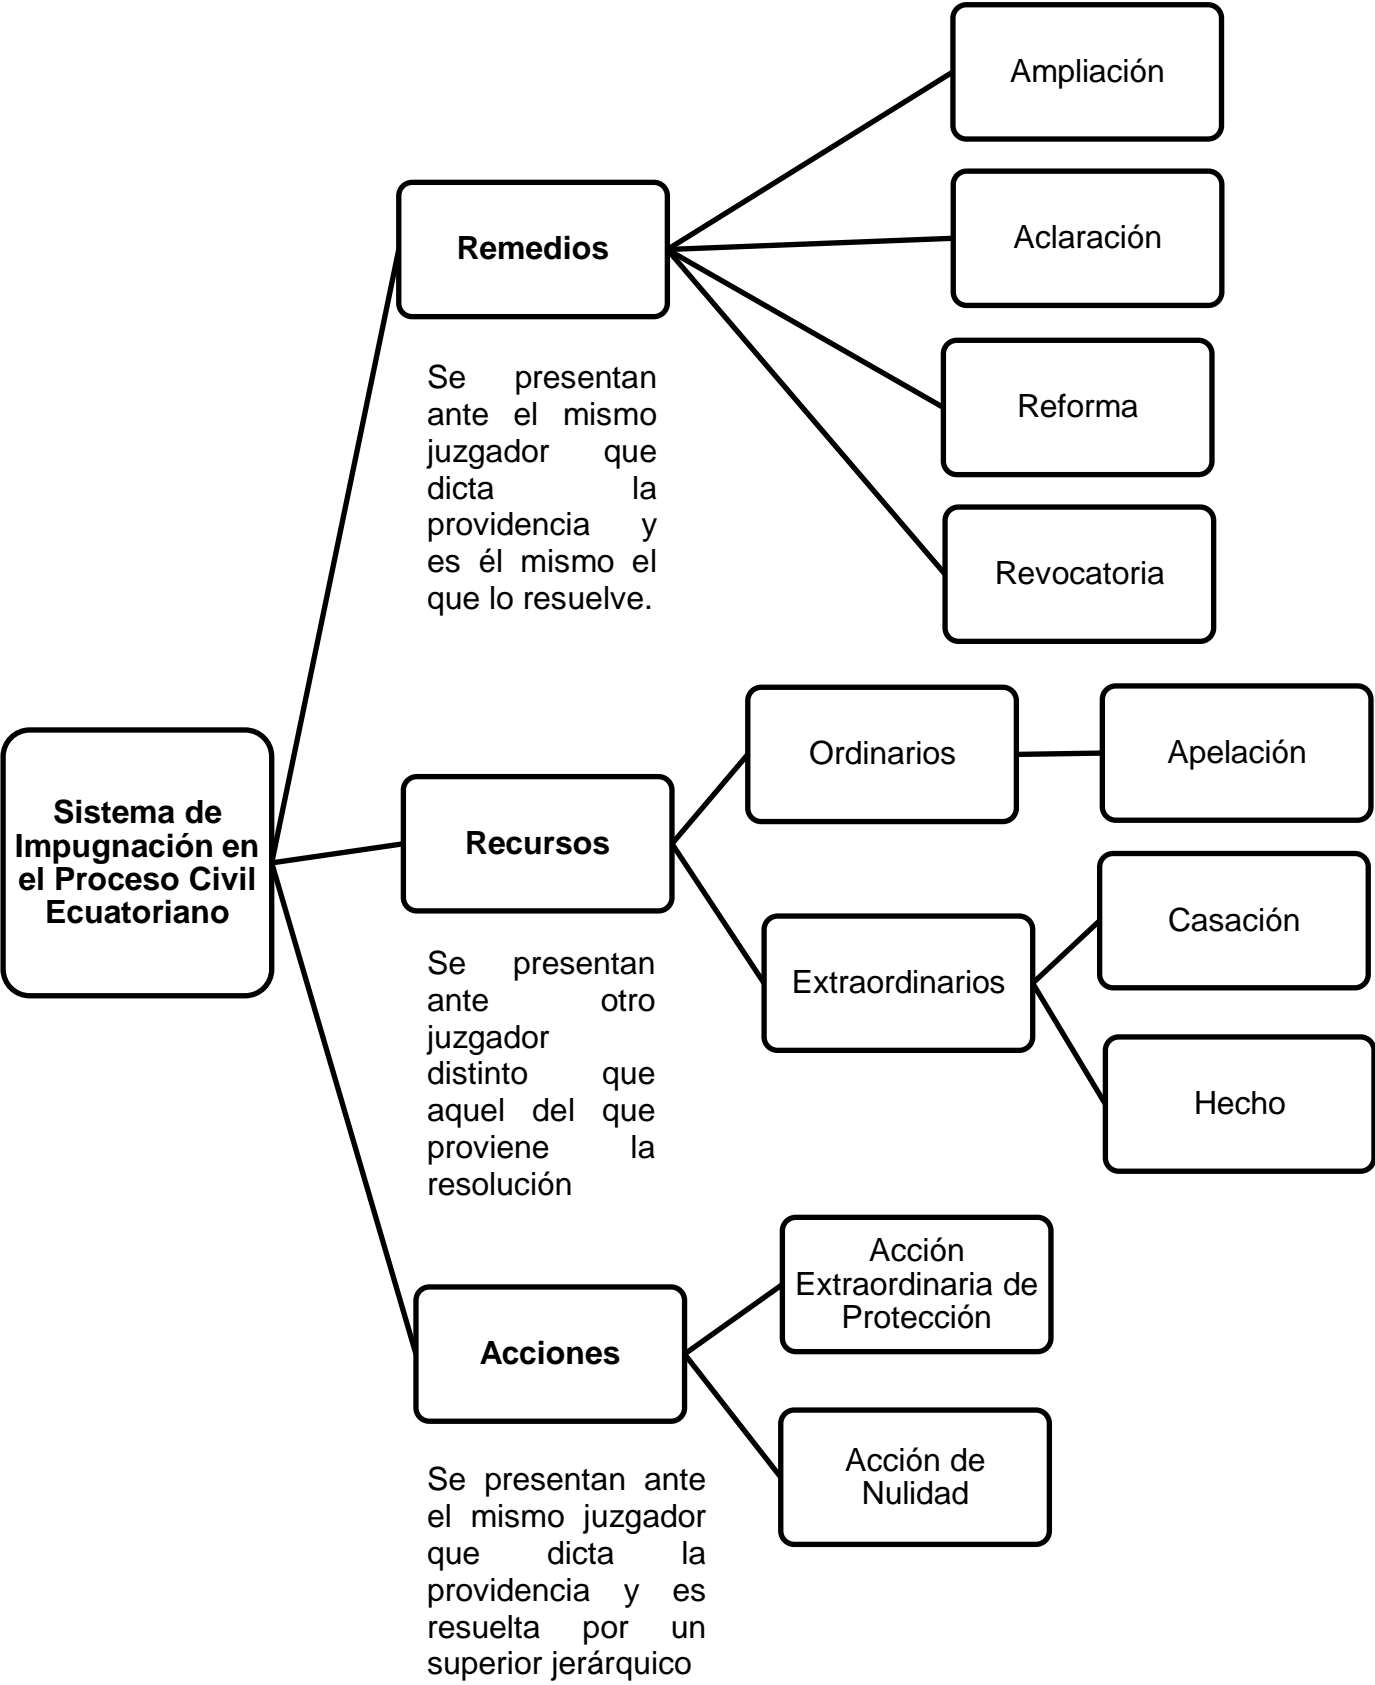 Sistema de
Impugnación en
el Proceso Civil
Ecuatoriano
Remedios
Se presentan
ante el mismo
juzgador que
dicta la
providencia y
es él mismo el
que lo resuelve.
Ampliación
Aclaración
Reforma
Revocatoria
Recursos
Se presentan
ante otro
juzgador
distinto que
aquel del que
proviene la
resolución
Ordinarios
Apelación
Extraordinarios
Casación
Hecho
Acciones
Se presentan ante
el mismo juzgador
que dicta la
providencia y es
resuelta por un
superior jerárquico
Acción
Extraordinaria de
Protección
Acción de
Nulidad